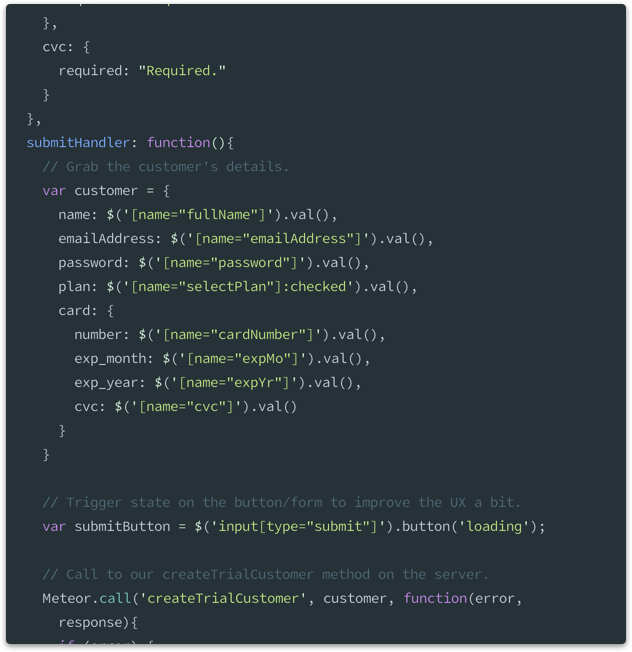 },
cvc: {
required: "Required."
}
},
submitHandler: function(){
// Grab the customer's details.
var customer = {
name: $('[name="fullName"]').val(),
emailAddress: $('[name="emailAddress"]').val(),
password: $('[name="password"]').val(),
plan: $('[name="selectPlan"]:checked').val(),
card: {
number: $('[name="cardNumber"]').val(),
exp_month: $('[name="expMo"]').val(),
exp_year: $('[name="expYr"]').val(),
cvc: $('[name="cvc"]').val()
}
}
// Trigger state on the button/form to improve the UX a bit.
var submitButton = $('input[type="submit"]').button('loading');
// Call to our createTrialCustomer method on the server.
Meteor.call('createTrialCustomer', customer, function(error,
response){
if (error) {